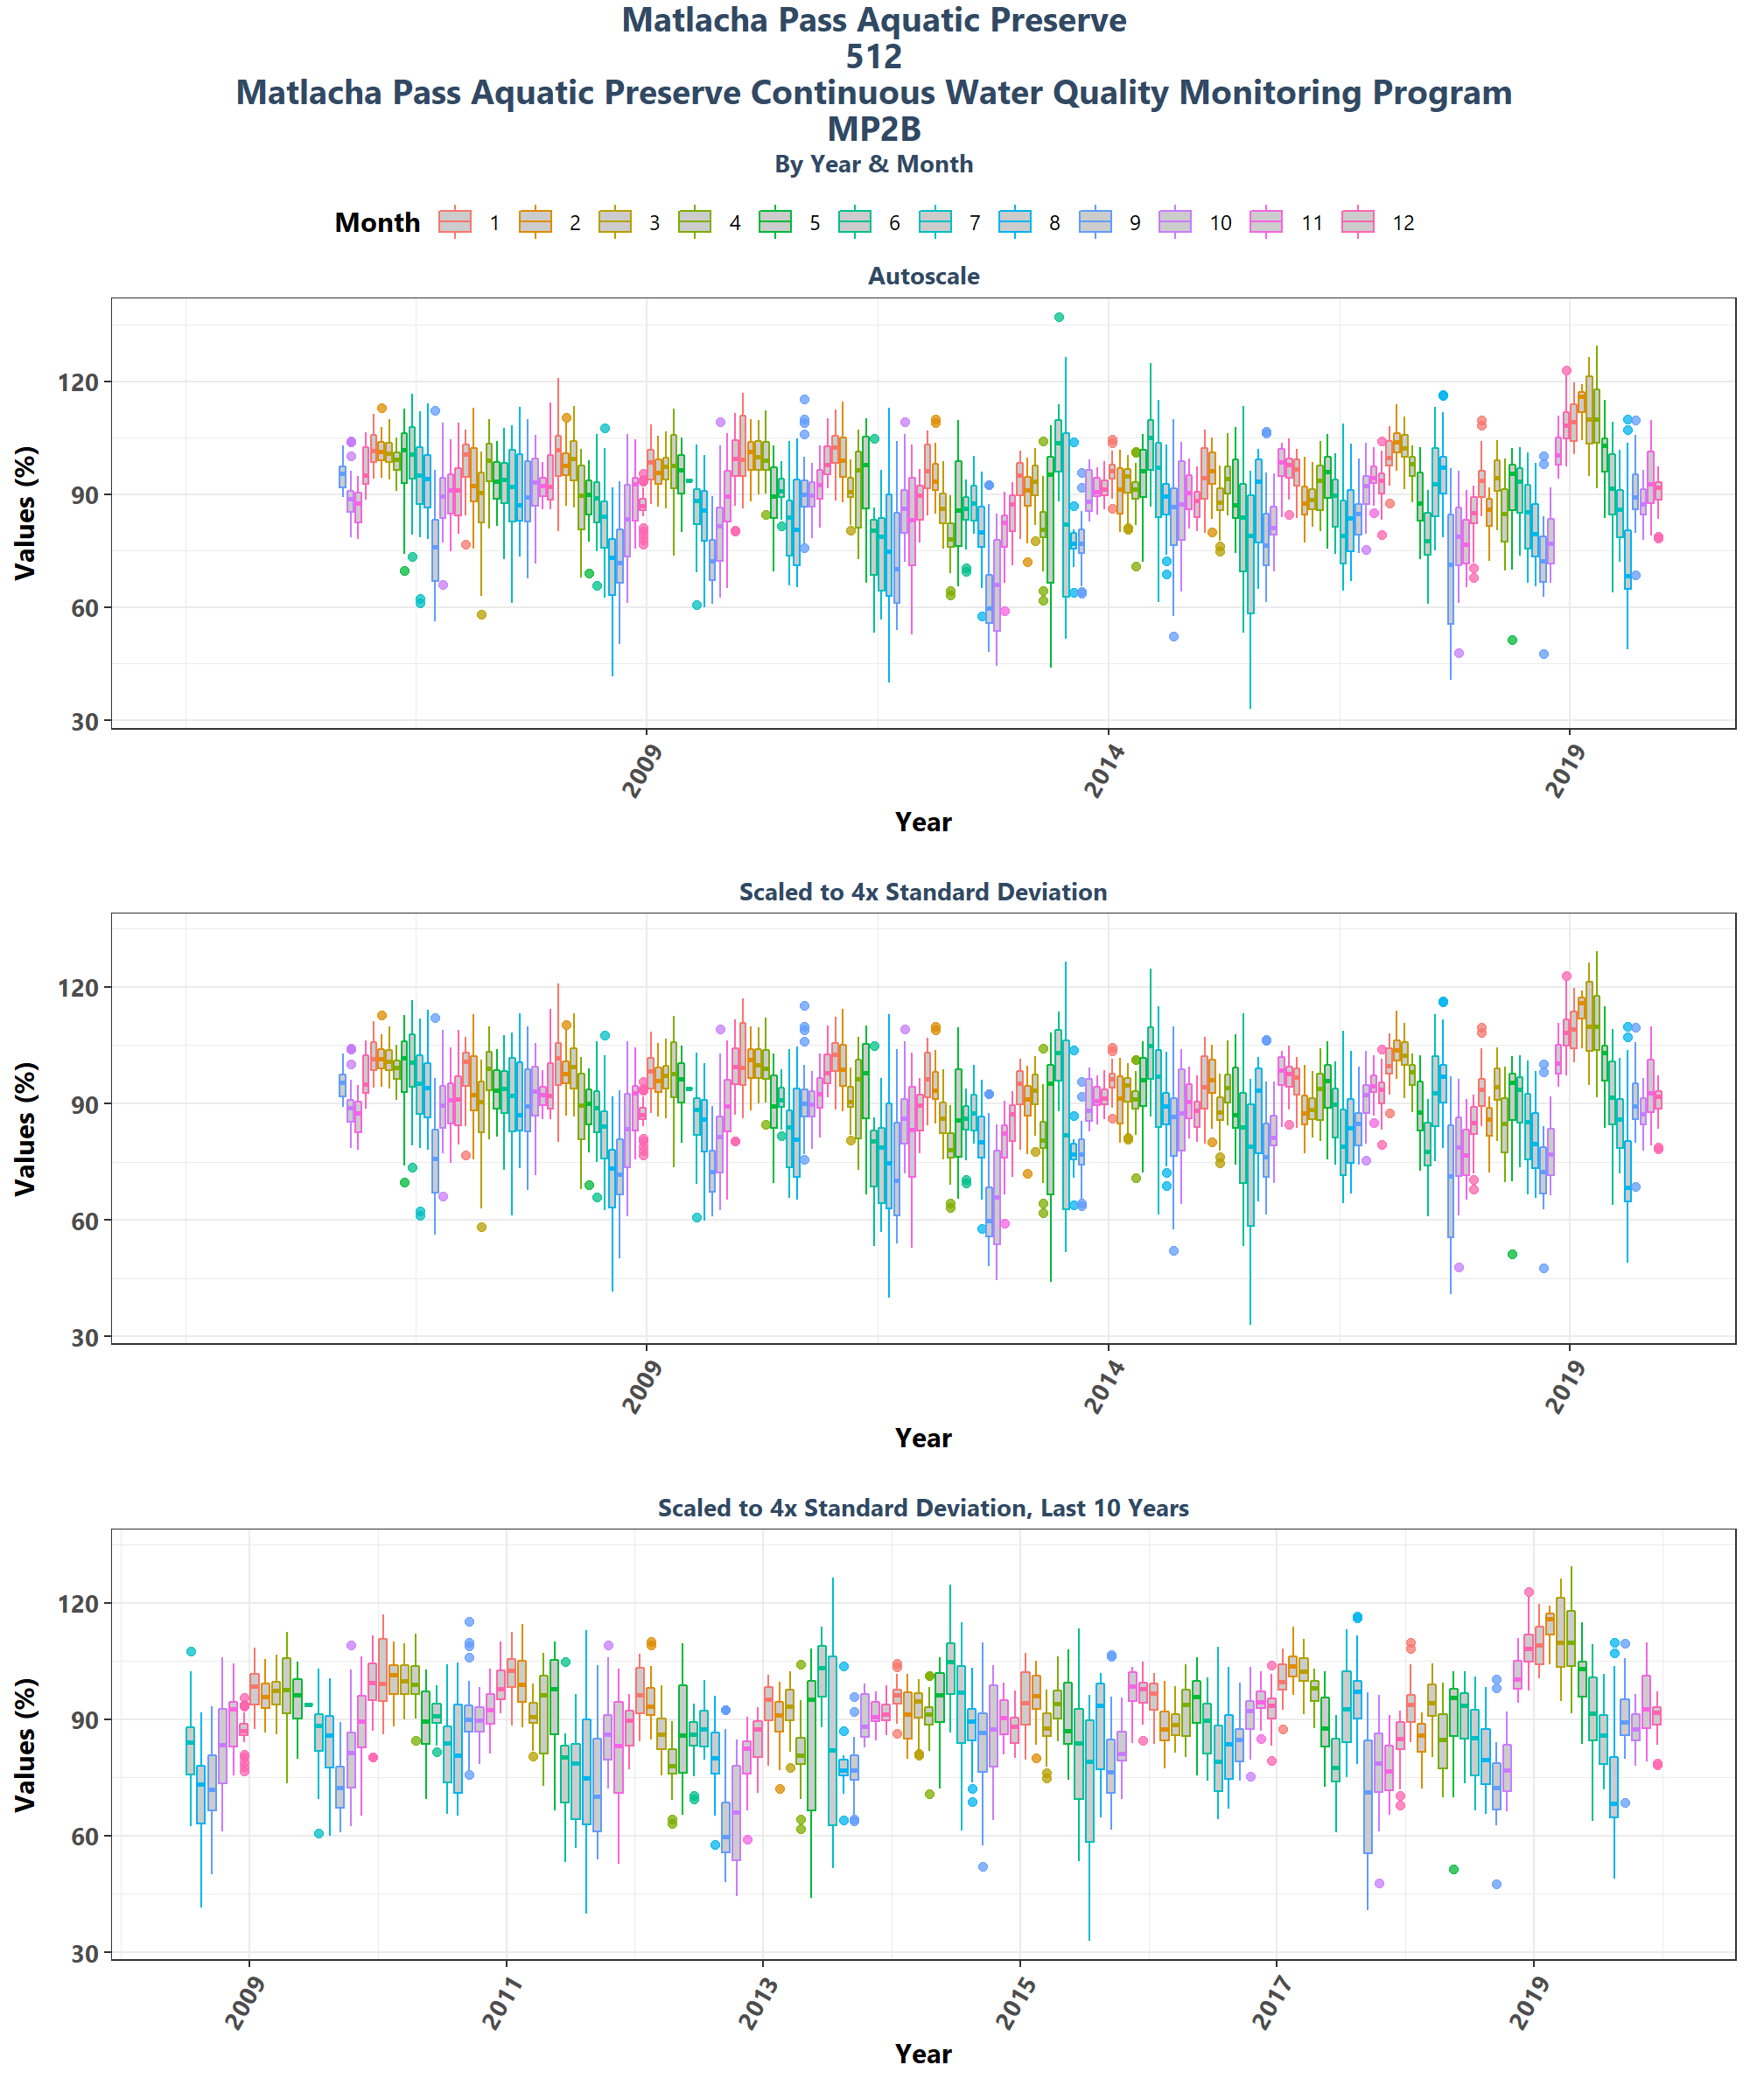 Matlacha Pass Aquatic Preserve
512
Matlacha Pass Aquatic Preserve Continuous Water Quality Monitoring Program
MP2B
By Year & Month
Month 1 2 3 4 5 6 7 8 9 10 11 12
Autoscale
Values (%)
120
90
60
30
2009 2014 2019
Year
Scaled to 4x Standard Deviation
Values (%)
120
90
60
30
2009 2014 2019
Year
Scaled to 4x Standard Deviation, Last 10 Years
Values (%)
120
90
60
30
2009 2011 2013 2015 2017 2019
Year